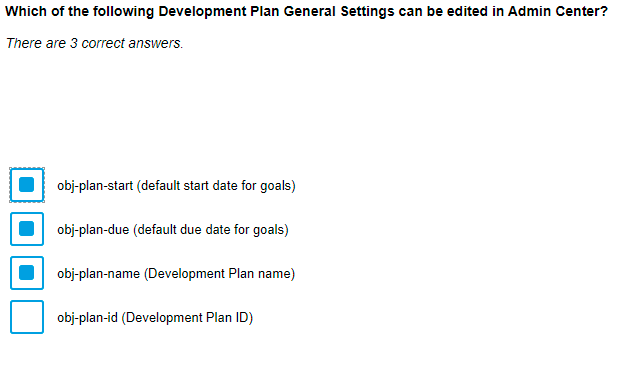 Which of the following Development Plan General Settings can be edited in Admin Center?
There are 3 correct answers.
obj-plan-start (default start date for goals)
obj-plan-due (default due date for goals)
obj-plan-name (Development Plan name)
obj-plan-id (Development Plan ID)